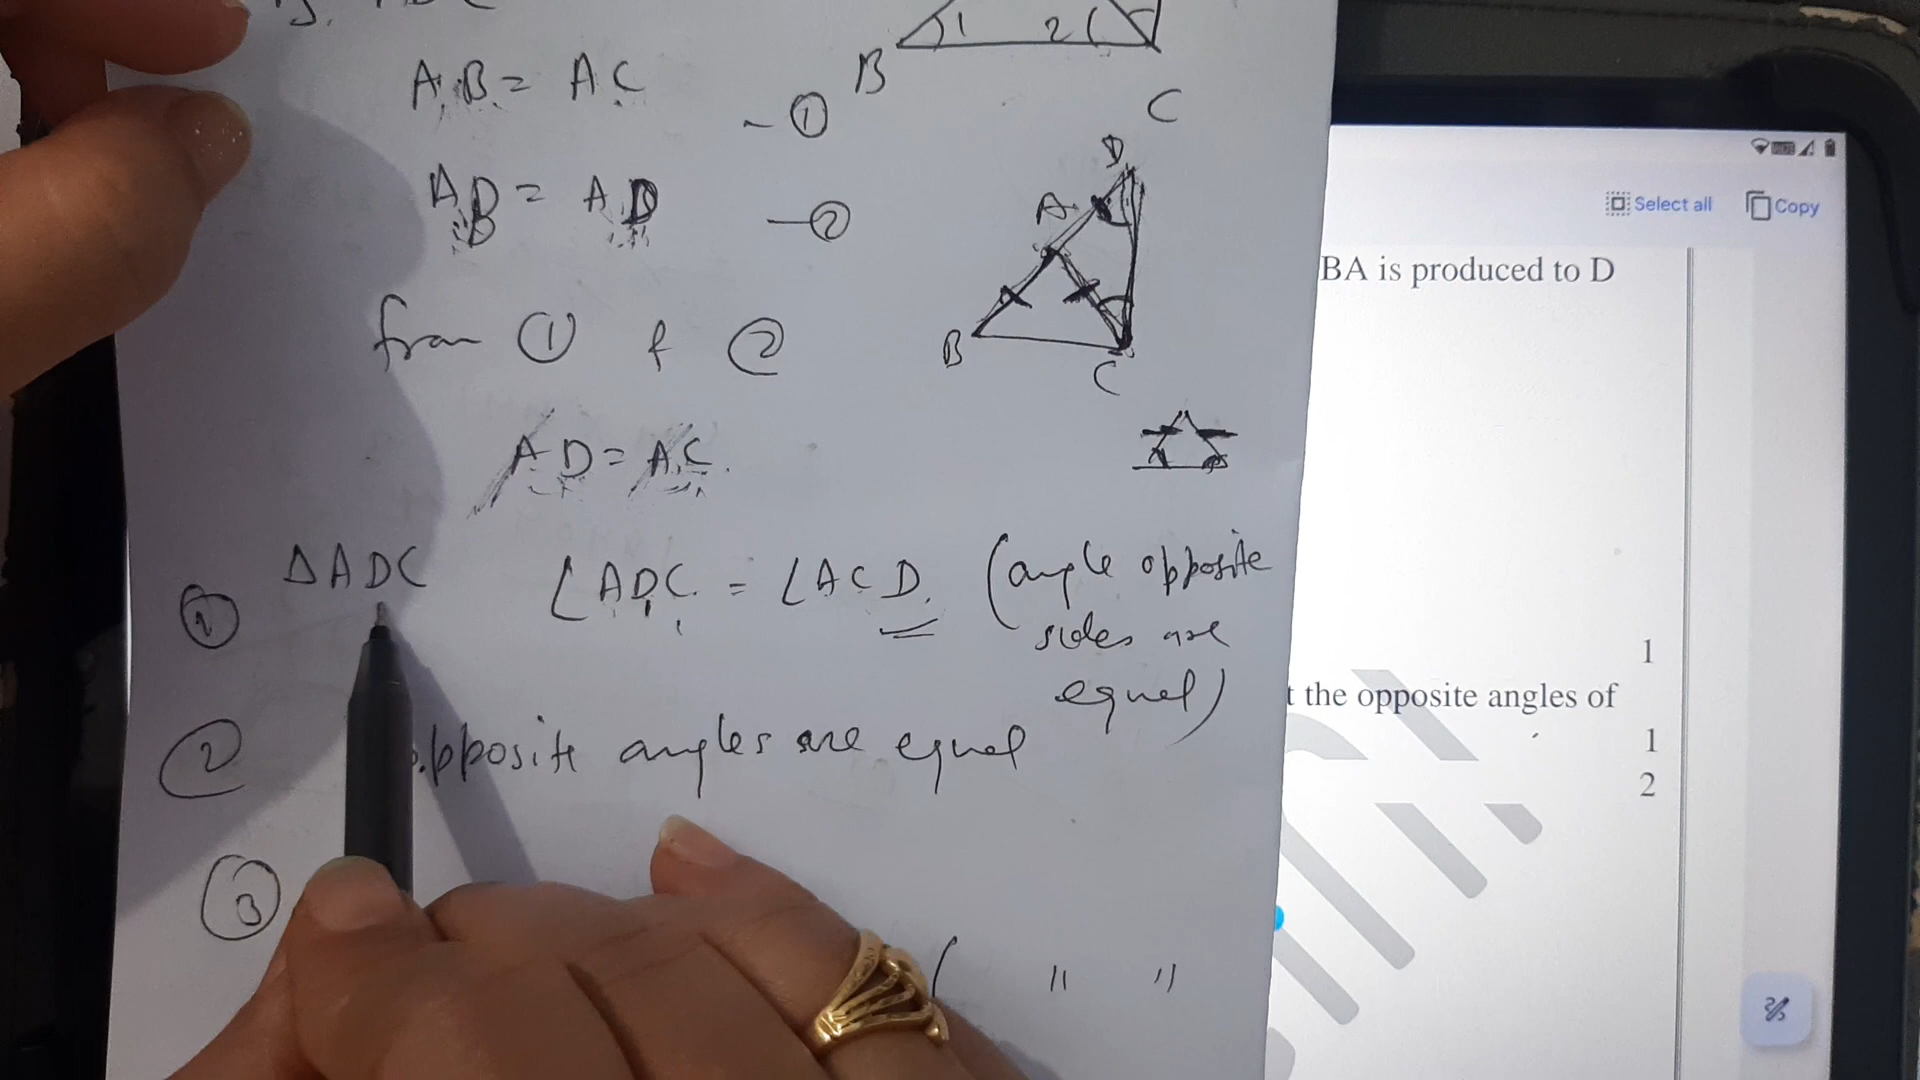 B 1 2
AB = AC - ①
C
AB = AD - ②
D
A
from ① & ②
B C
AD = AC.
① ΔADC ∠ADC = ∠ACD. (angle opposite
sides are
equal)
② opposite angles are equal
③
( " "
Select all Copy
BA is produced to D
1
the opposite angles of
1
2